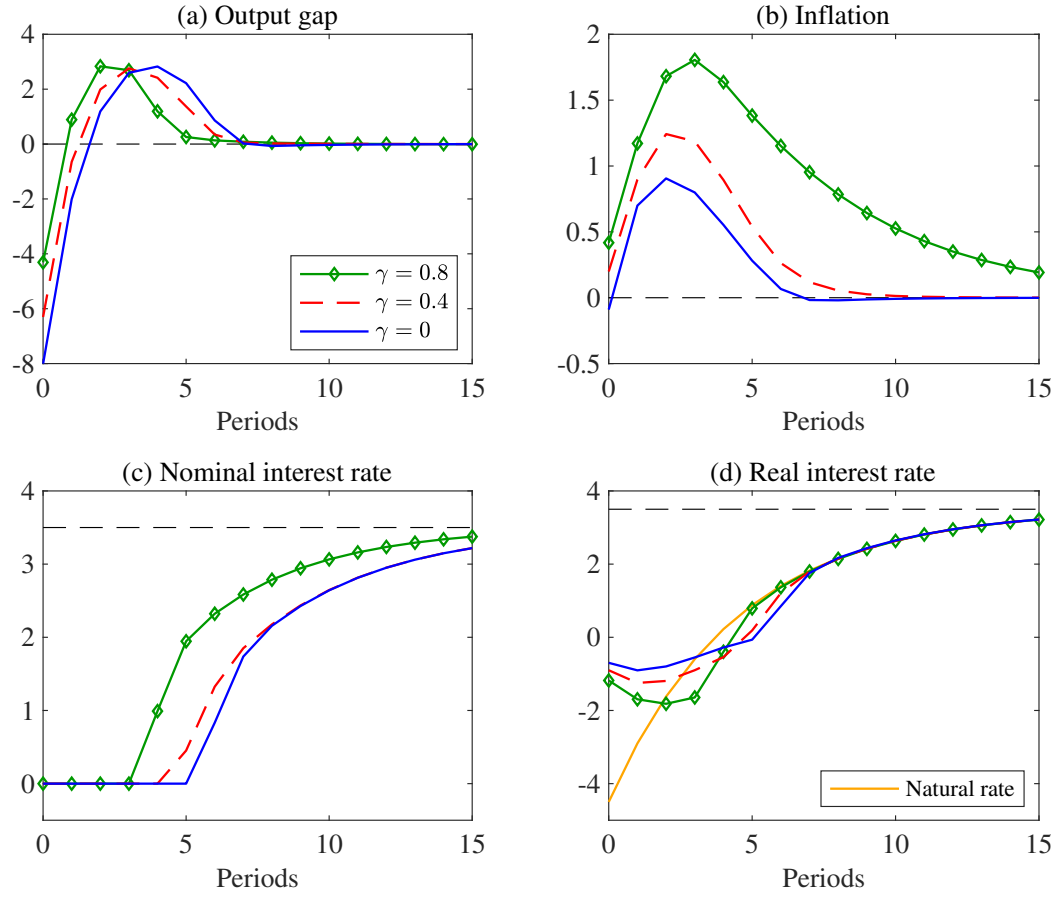 (a) Output gap
4
2
0
-2
-4
-6
-8
0 5 10 15
Periods
γ = 0.8
γ = 0.4
γ = 0
(b) Inflation
2
1.5
1
0.5
0
-0.5
0 5 10 15
Periods
(c) Nominal interest rate
4
3
2
1
0
0 5 10 15
Periods
(d) Real interest rate
4
2
0
-2
-4
0 5 10 15
Periods
Natural rate